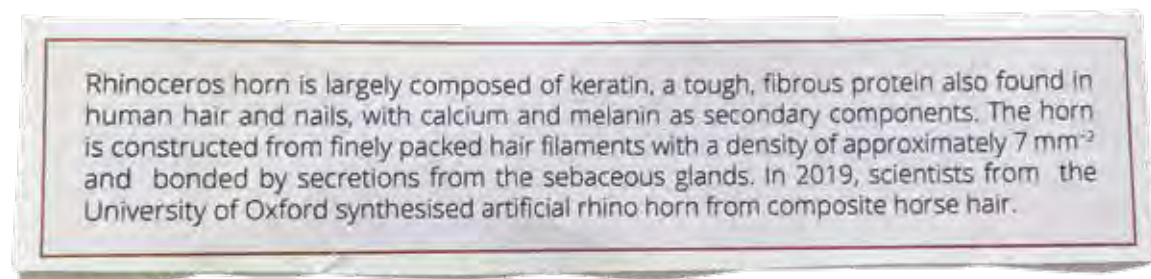 Rhinoceros horn is largely composed of keratin, a tough, fibrous protein also found in
human hair and nails, with calcium and melanin as secondary components. The horn
is constructed from finely packed hair filaments with a density of approximately 7 mm⁻²
and bonded by secretions from the sebaceous glands. In 2019, scientists from the
University of Oxford synthesised artificial rhino horn from composite horse hair.